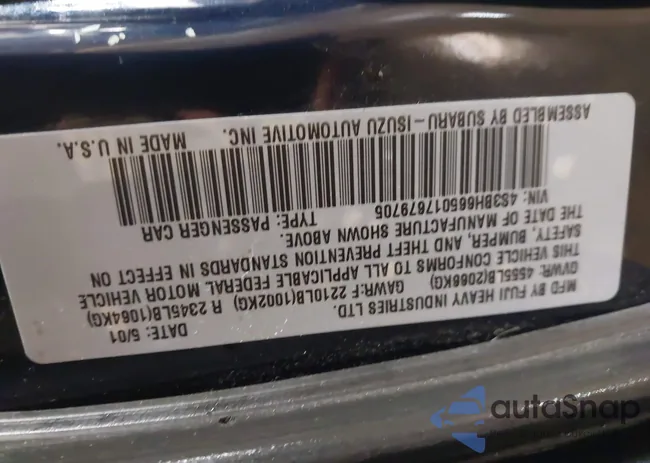 MFD BY FUJI HEAVY INDUSTRIES LTD. DATE: 5/01
GVWR: 4555LB(2066KG) GAWR:F 2210LB(1002KG) R 2345LB(1064KG)
THIS VEHICLE CONFORMS TO ALL APPLICABLE FEDERAL MOTOR VEHICLE
SAFETY, BUMPER, AND THEFT PREVENTION STANDARDS IN EFFECT ON
THE DATE OF MANUFACTURE SHOWN ABOVE.
VIN: 4S3BH665017679705 TYPE: PASSENGER CAR
ASSEMBLED BY SUBARU-ISUZU AUTOMOTIVE INC. MADE IN U.S.A.
autoSnap